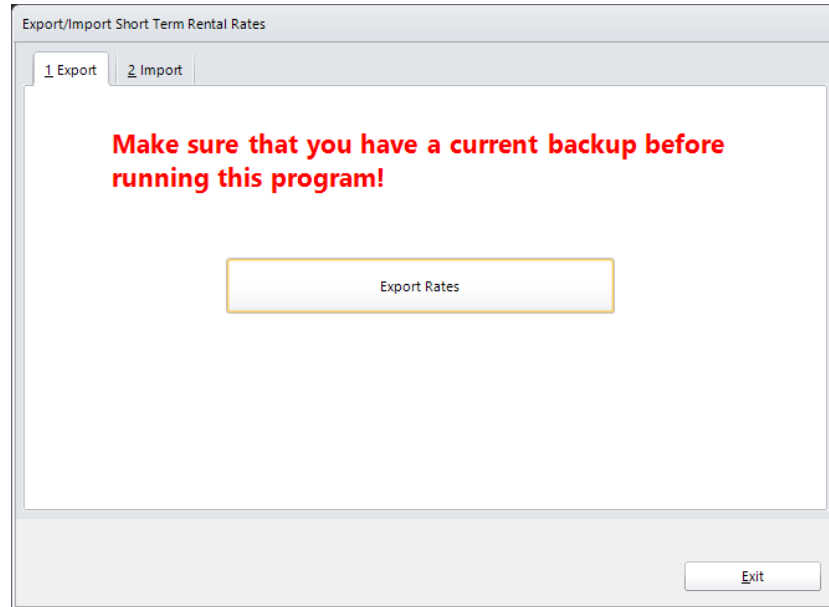 Export/Import Short Term Rental Rates
1 Export 2 Import
Make sure that you have a current backup before
running this program!
Export Rates
Exit